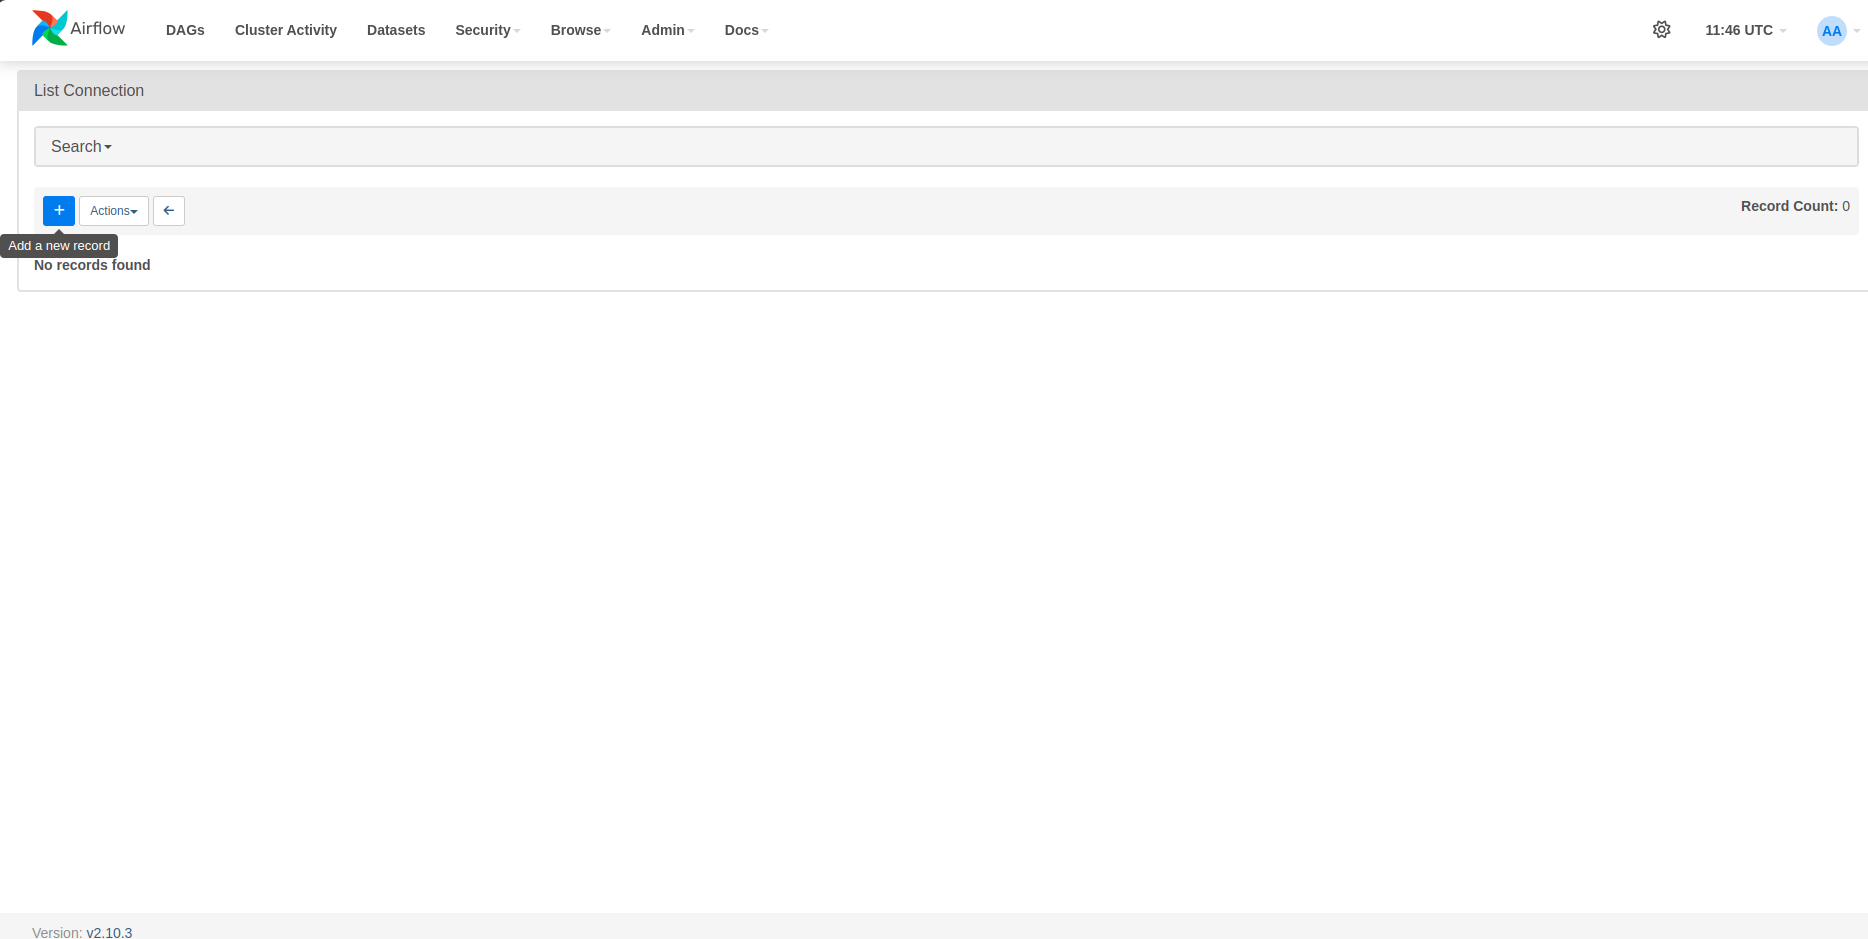 Airflow DAGs Cluster Activity Datasets Security Browse Admin Docs 11:46 UTC AA
List Connection
Search
+ Actions Record Count: 0
Add a new record
No records found
Version: v2.10.3